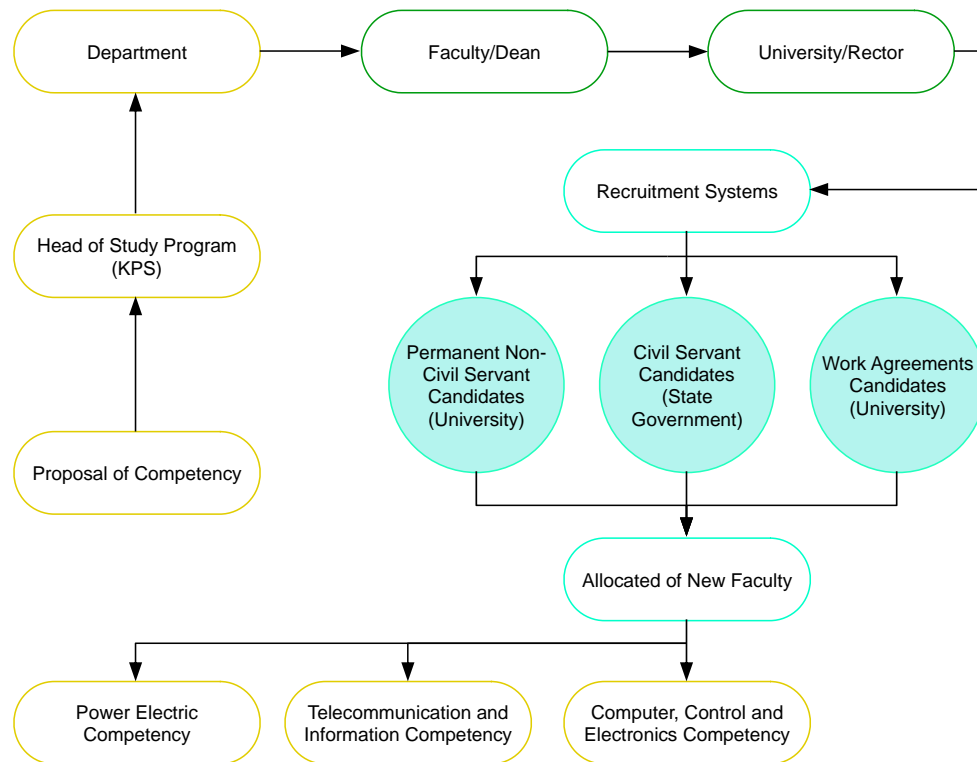 Department
Faculty/Dean
University/Rector
Recruitment Systems
Head of Study Program
(KPS)
Permanent Non-
Civil Servant
Candidates
(University)
Civil Servant
Candidates
(State
Government)
Work Agreements
Candidates
(University)
Proposal of Competency
Allocated of New Faculty
Power Electric
Competency
Telecommunication and
Information Competency
Computer, Control and
Electronics Competency